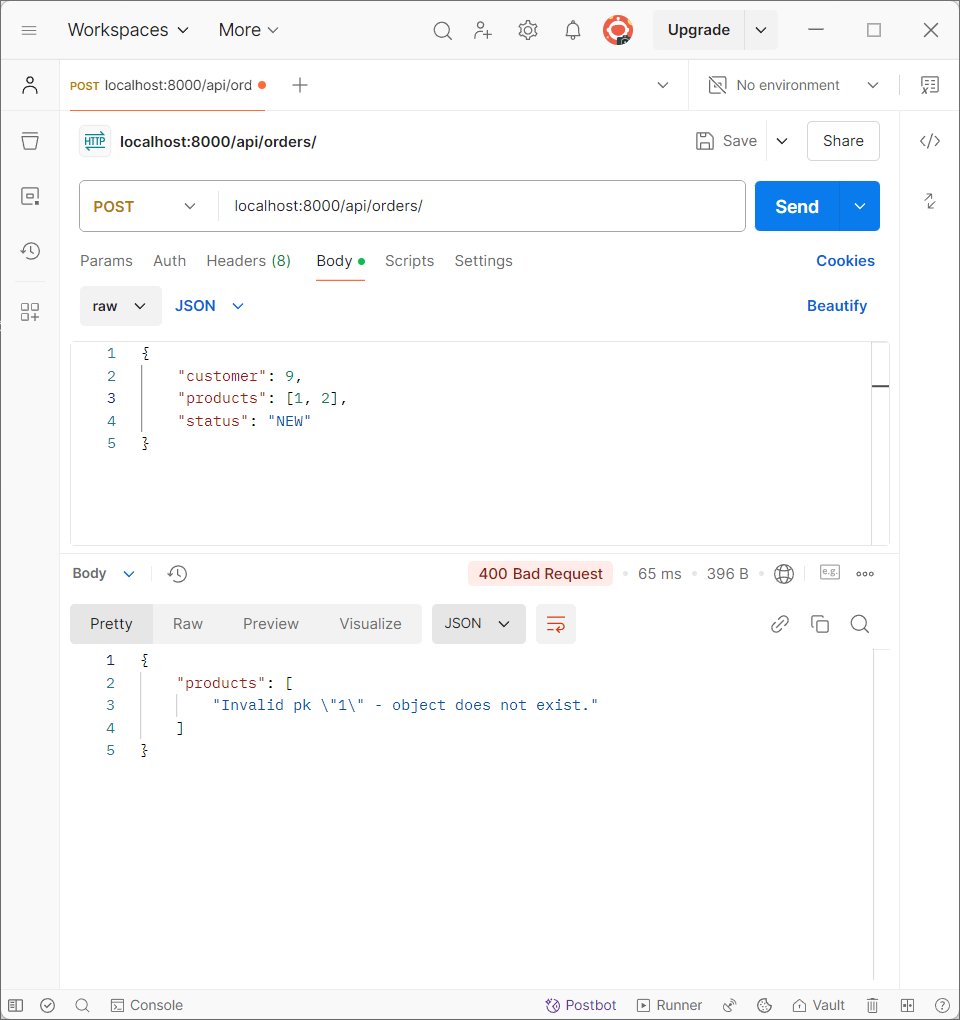 Workspaces More Upgrade
POST localhost:8000/api/ord No environment
HTTP localhost:8000/api/orders/ Save Share
POST localhost:8000/api/orders/ Send
Params Auth Headers (8) Body Scripts Settings Cookies
raw JSON Beautify
1 {
2 "customer": 9,
3 "products": [1, 2],
4 "status": "NEW"
5 }
Body 400 Bad Request 65 ms 396 B e.g.
Pretty Raw Preview Visualize JSON
1 {
2 "products": [
3 "Invalid pk \"1\" - object does not exist."
4 ]
5 }
Console Postbot Runner Vault